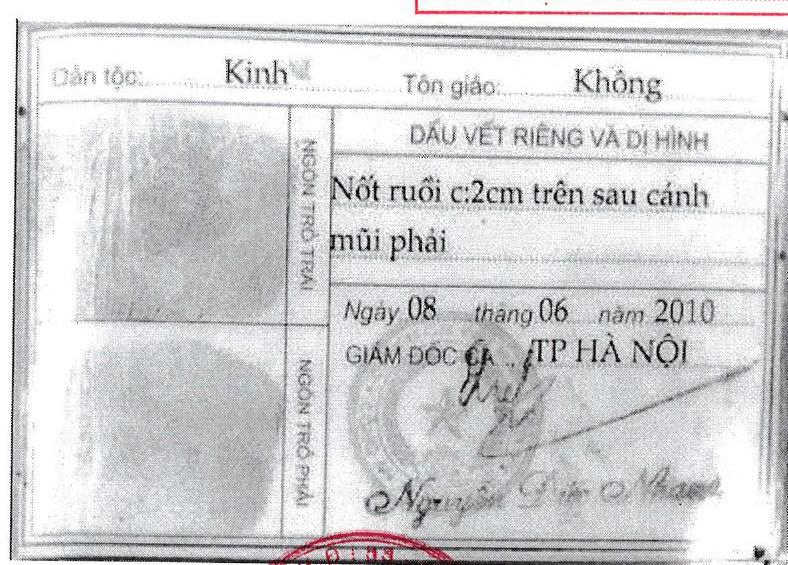 Dân tộc: Kinh Tôn giáo: Không
DẤU VẾT RIÊNG VÀ DỊ HÌNH
NGÓN TRỎ TRÁI
Nốt ruồi c:2cm trên sau cánh
mũi phải
Ngày 08 tháng 06 năm 2010
GIÁM ĐỐC CA TP HÀ NỘI
NGÓN TRỎ PHẢI
Nguyễn Đức Nhanh